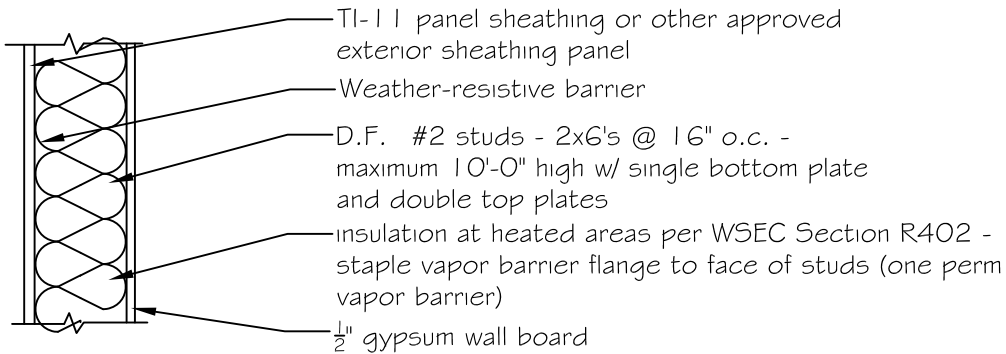 TI-11 panel sheathing or other approved
exterior sheathing panel
Weather-resistive barrier
D.F. #2 studs - 2x6's @ 16" o.c. -
maximum 10'-0" high w/ single bottom plate
and double top plates
insulation at heated areas per WSEC Section R402 -
staple vapor barrier flange to face of studs (one perm
vapor barrier)
½" gypsum wall board